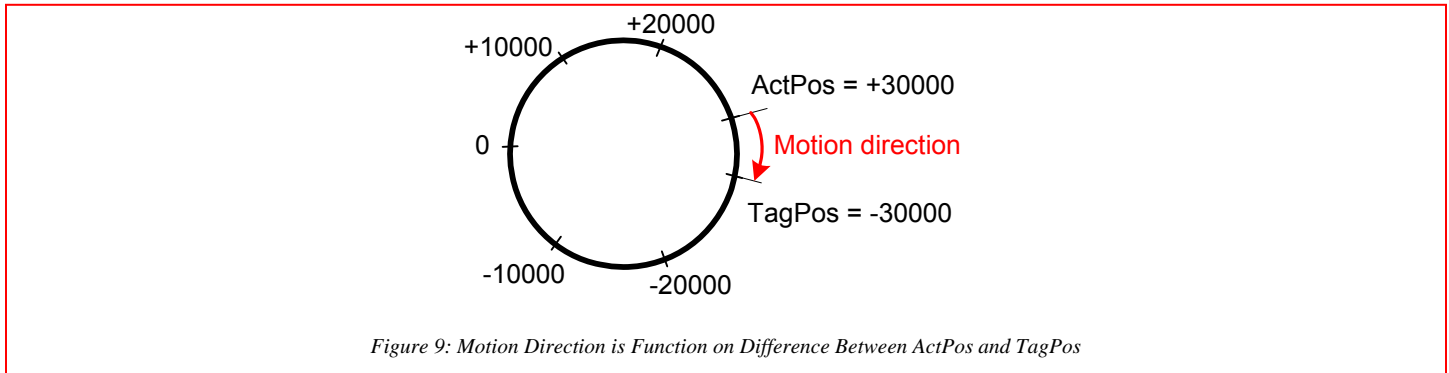 +20000
+10000
ActPos = +30000
0
Motion direction
TagPos = -30000
-10000
-20000
Figure 9: Motion Direction is Function on Difference Between ActPos and TagPos